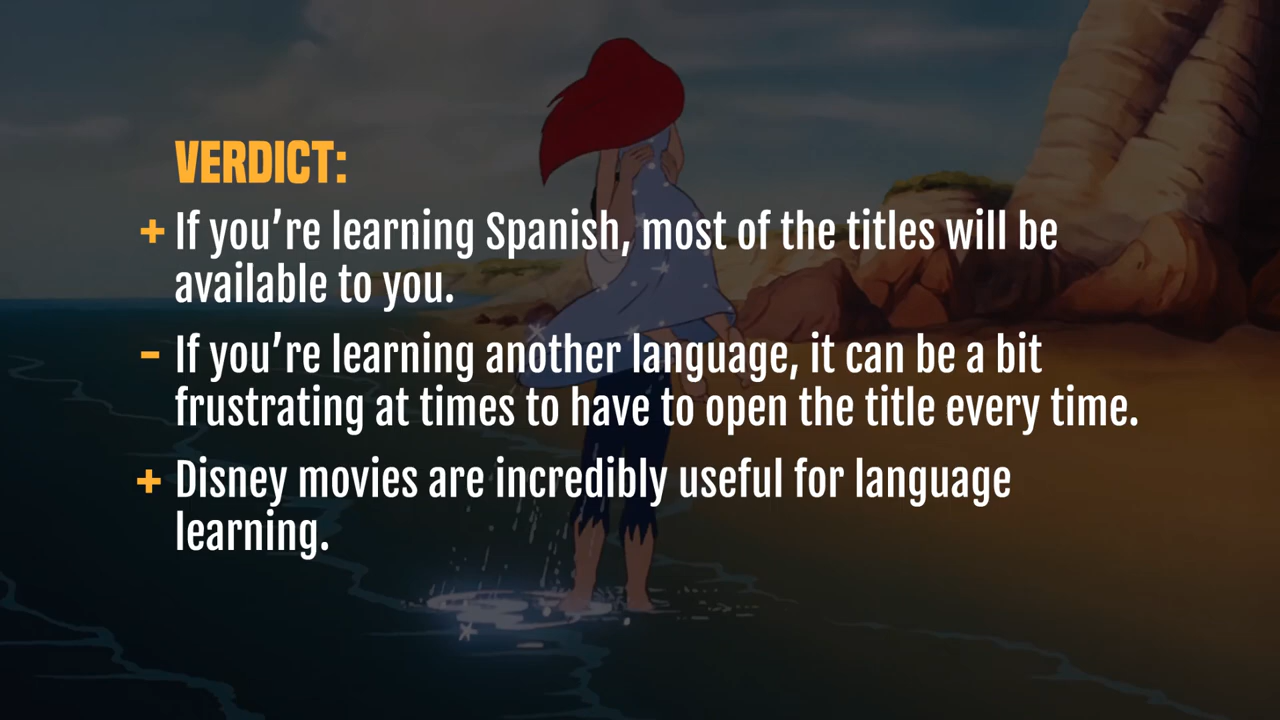 VERDICT:
+ If you’re learning Spanish, most of the titles will be
available to you.
- If you’re learning another language, it can be a bit
frustrating at times to have to open the title every time.
+ Disney movies are incredibly useful for language
learning.